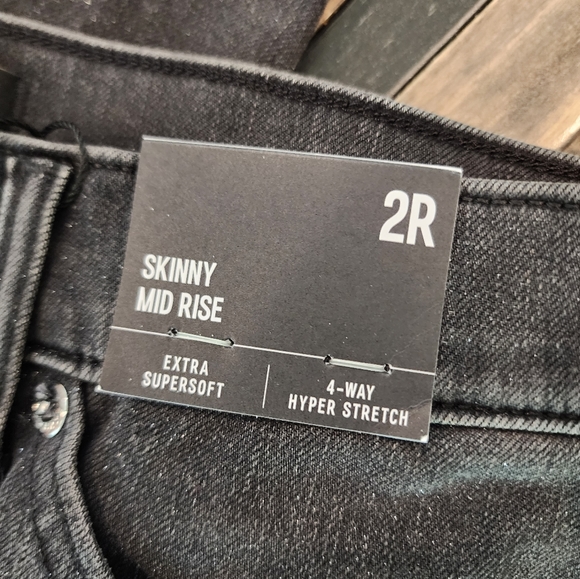 2R
SKINNY
MID RISE
EXTRA
SUPERSOFT
4-WAY
HYPER STRETCH